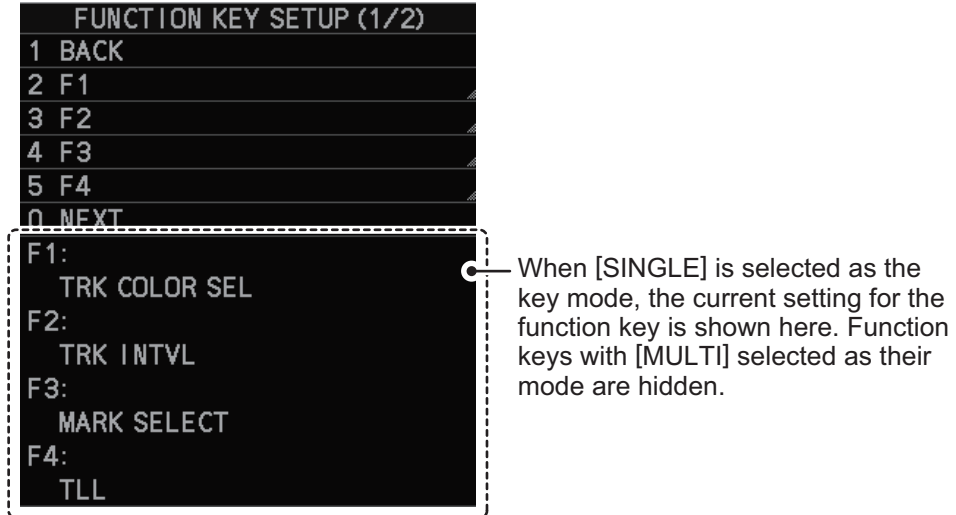 FUNCTION KEY SETUP (1/2)
1 BACK
2 F1
3 F2
4 F3
5 F4
0 NEXT
F1:
TRK COLOR SEL
F2:
TRK INTVL
F3:
MARK SELECT
F4:
TLL
When [SINGLE] is selected as the
key mode, the current setting for the
function key is shown here. Function
keys with [MULTI] selected as their
mode are hidden.